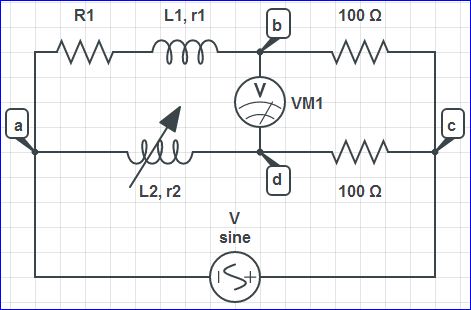 R1
L1, r1
b
100 Ω
V
VM1
a
c
L2, r2
d
100 Ω
V
sine